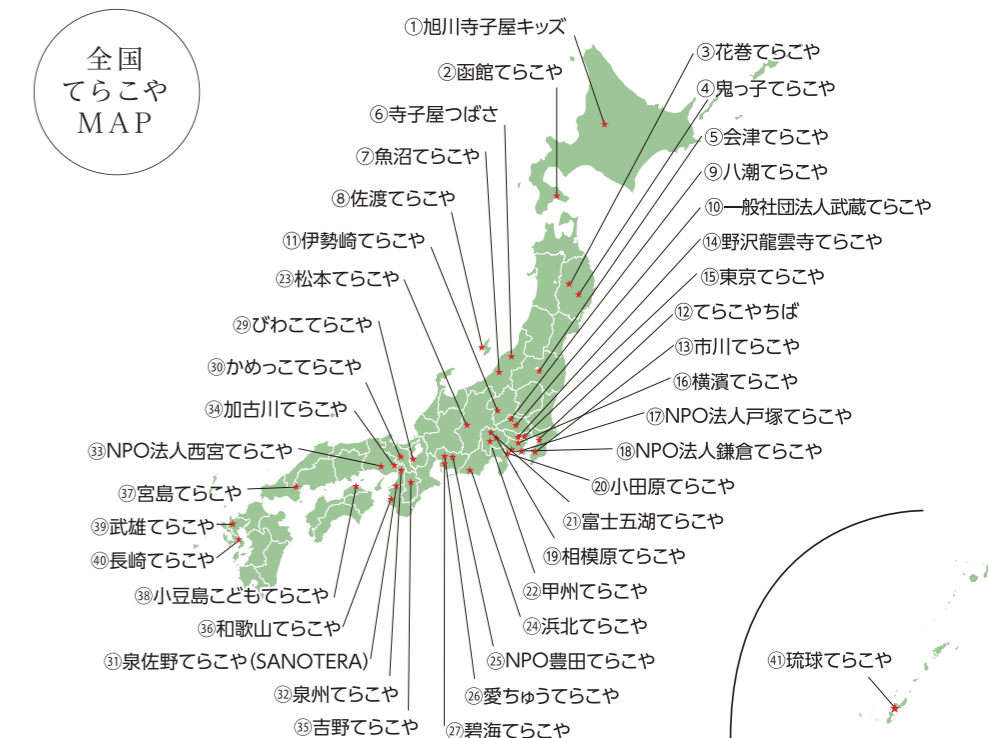 全国
てらこや
MAP
①旭川寺子屋キッズ
②函館てらこや
③花巻てらこや
④鬼っ子てらこや
⑤会津てらこや
⑥寺子屋つばさ
⑦魚沼てらこや
⑧佐渡てらこや
⑨八潮てらこや
⑩一般社団法人武蔵てらこや
⑪伊勢崎てらこや
⑭野沢龍雲寺てらこや
⑮東京てらこや
⑫てらこやちば
⑬市川てらこや
⑯横濱てらこや
⑰NPO法人戸塚てらこや
⑱NPO法人鎌倉てらこや
⑳小田原てらこや
㉑富士五湖てらこや
⑲相模原てらこや
㉒甲州てらこや
㉓松本てらこや
㉔浜北てらこや
㉕NPO豊田てらこや
㉖愛ちゅうてらこや
㉗碧海てらこや
㉙びわこてらこや
㉚かめっこてらこや
㉞加古川てらこや
㉝NPO法人西宮てらこや
㊲宮島てらこや
㊴武雄てらこや
㊵長崎てらこや
㊳小豆島こどもてらこや
㊱和歌山てらこや
㉛泉佐野てらこや(SANOTERA)
㉜泉州てらこや
㉟吉野てらこや
㊶琉球てらこや